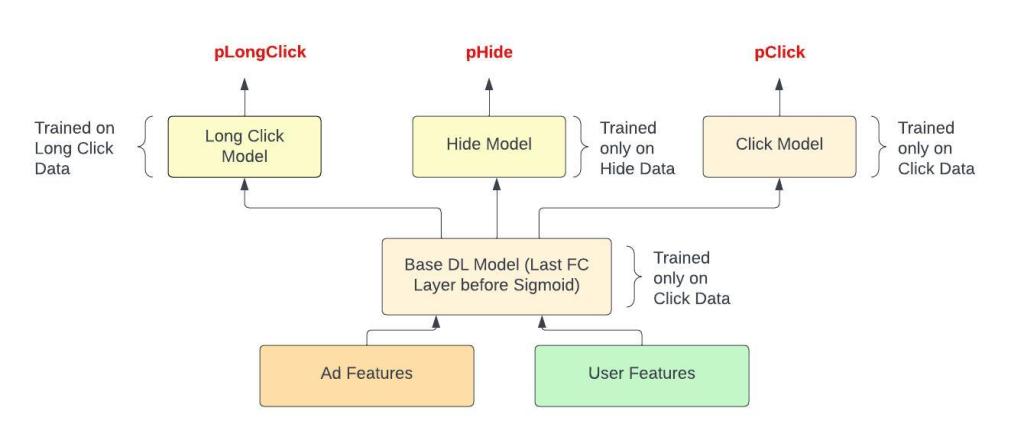 pLongClick
pHide
pClick
Trained on
Long Click
Data
Long Click
Model
Hide Model
Trained
only on
Hide Data
Click Model
Trained
only on
Click Data
Base DL Model (Last FC
Layer before Sigmoid)
Trained
only on
Click Data
Ad Features
User Features